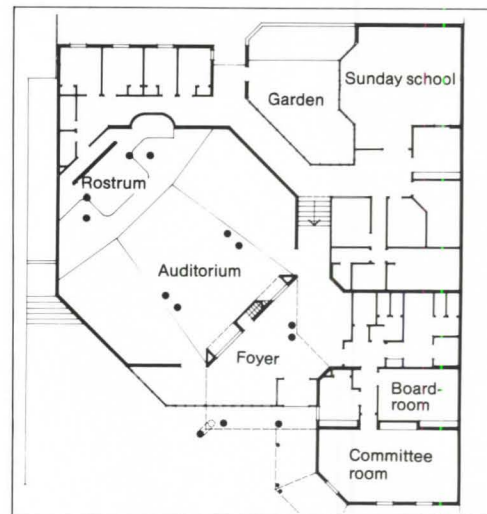 Sunday school
Garden
Rostrum
Auditorium
Foyer
Board-
room
Committee
room